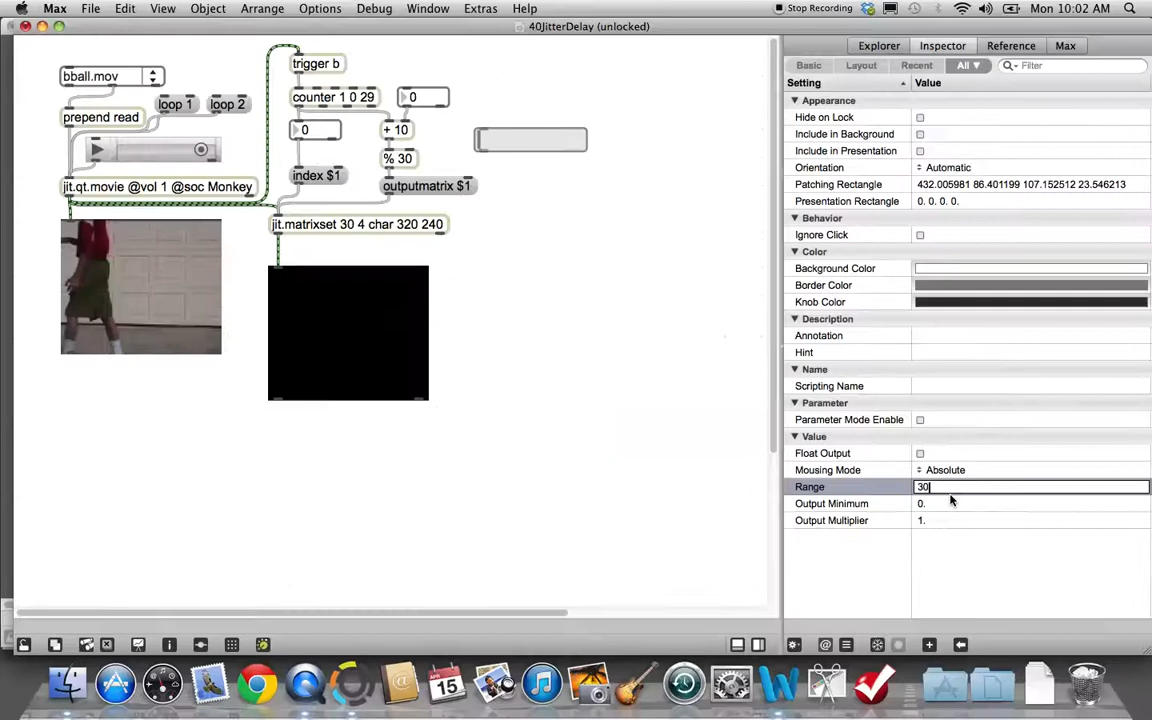 Max File Edit View Object Arrange Options Debug Window Extras Help Stop Recording Mon 10:02 AM
40JitterDelay (unlocked)
bball.mov
loop 1
loop 2
prepend read
jit.qt.movie @vol 1 @soc Monkey
trigger b
counter 1 0 29
0
0
+ 10
% 30
index $1
outputmatrix $1
jit.matrixset 30 4 char 320 240
Explorer Inspector Reference Max
Basic Layout Recent All Filter
Setting Value
Appearance
Hide on Lock
Include in Background
Include in Presentation
Orientation Automatic
Patching Rectangle 432.005981 86.401199 107.152512 23.546213
Presentation Rectangle 0. 0. 0. 0.
Behavior
Ignore Click
Color
Background Color
Border Color
Knob Color
Description
Annotation
Hint
Name
Scripting Name
Parameter
Parameter Mode Enable
Value
Float Output
Mousing Mode Absolute
Range 30
Output Minimum 0.
Output Multiplier 1.
APR
15
W